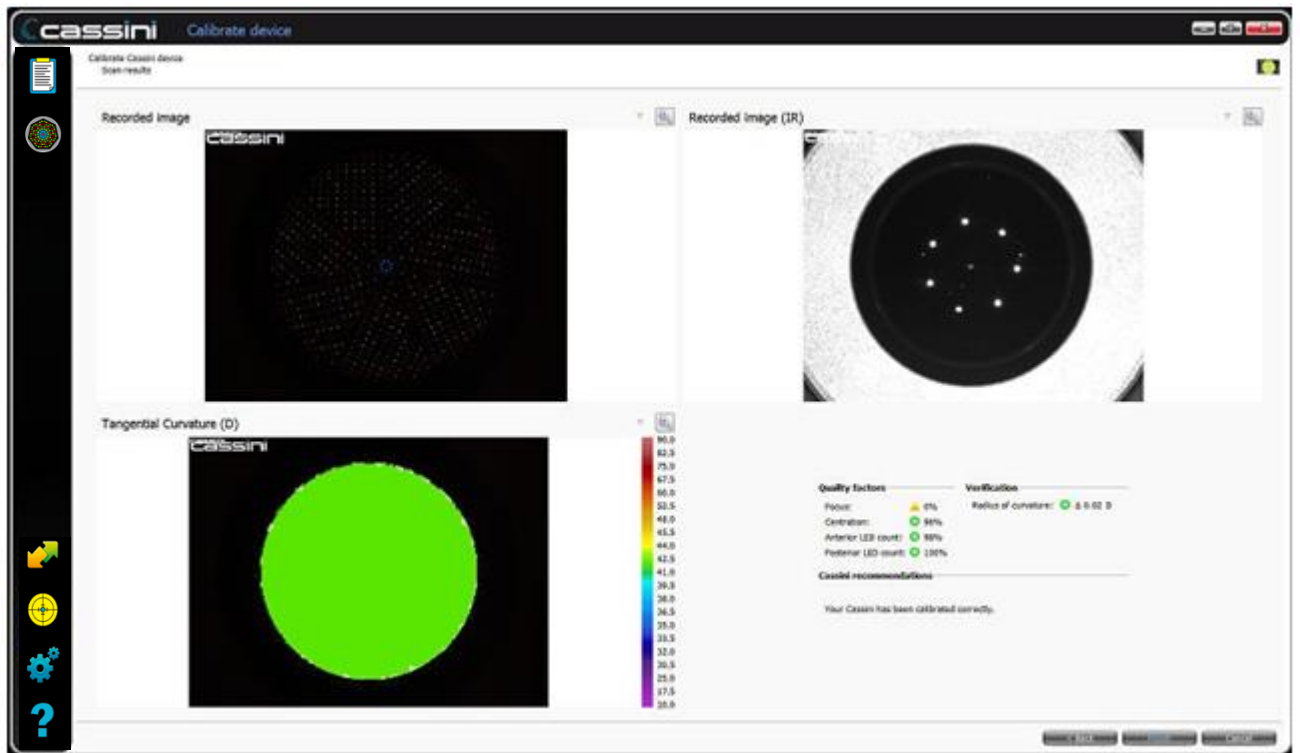 cassini Calibrate device
Calibrate Cassini device
Scan results
Recorded image
cassini
Recorded image (IR)
Tangential Curvature (D)
cassini
90.0
82.5
75.0
67.5
60.0
52.5
48.0
45.5
44.0
42.5
41.0
39.5
38.0
36.5
35.0
33.5
32.0
30.5
25.0
17.5
10.0
Quality factors
Focus: 0%
Centration: 96%
Anterior LED count: 98%
Posterior LED count: 100%
Verification
Radius of curvature: Δ 0.02 D
Cassini recommendations
Your Cassini has been calibrated correctly.
?
< Back
Cancel